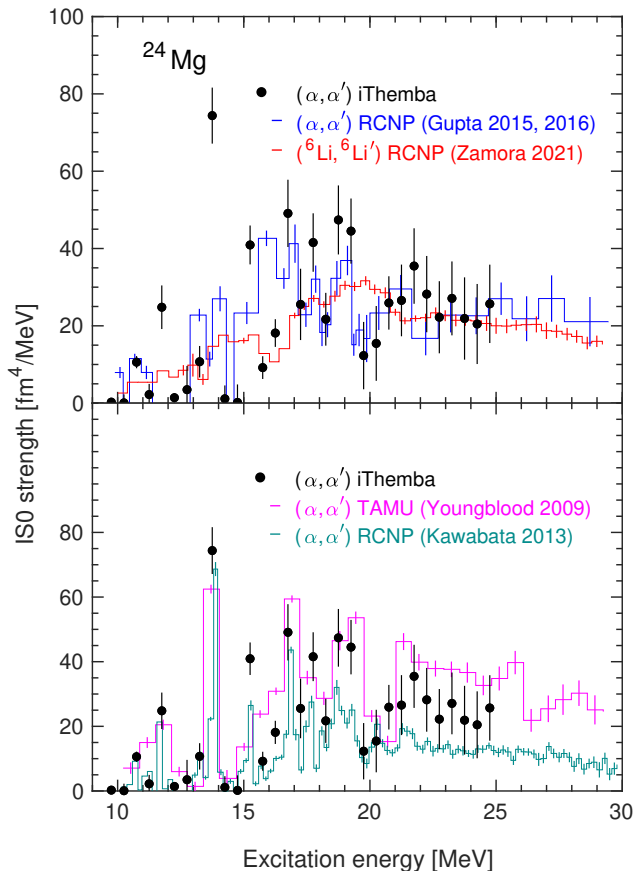 100
²⁴Mg
80
(α,α′) iThemba
(α,α′) RCNP (Gupta 2015, 2016)
(⁶Li,⁶Li′) RCNP (Zamora 2021)
60
40
20
0
IS0 strength [fm⁴/MeV]
(α,α′) iThemba
(α,α′) TAMU (Youngblood 2009)
(α,α′) RCNP (Kawabata 2013)
80
60
40
20
0
10 15 20 25 30
Excitation energy [MeV]